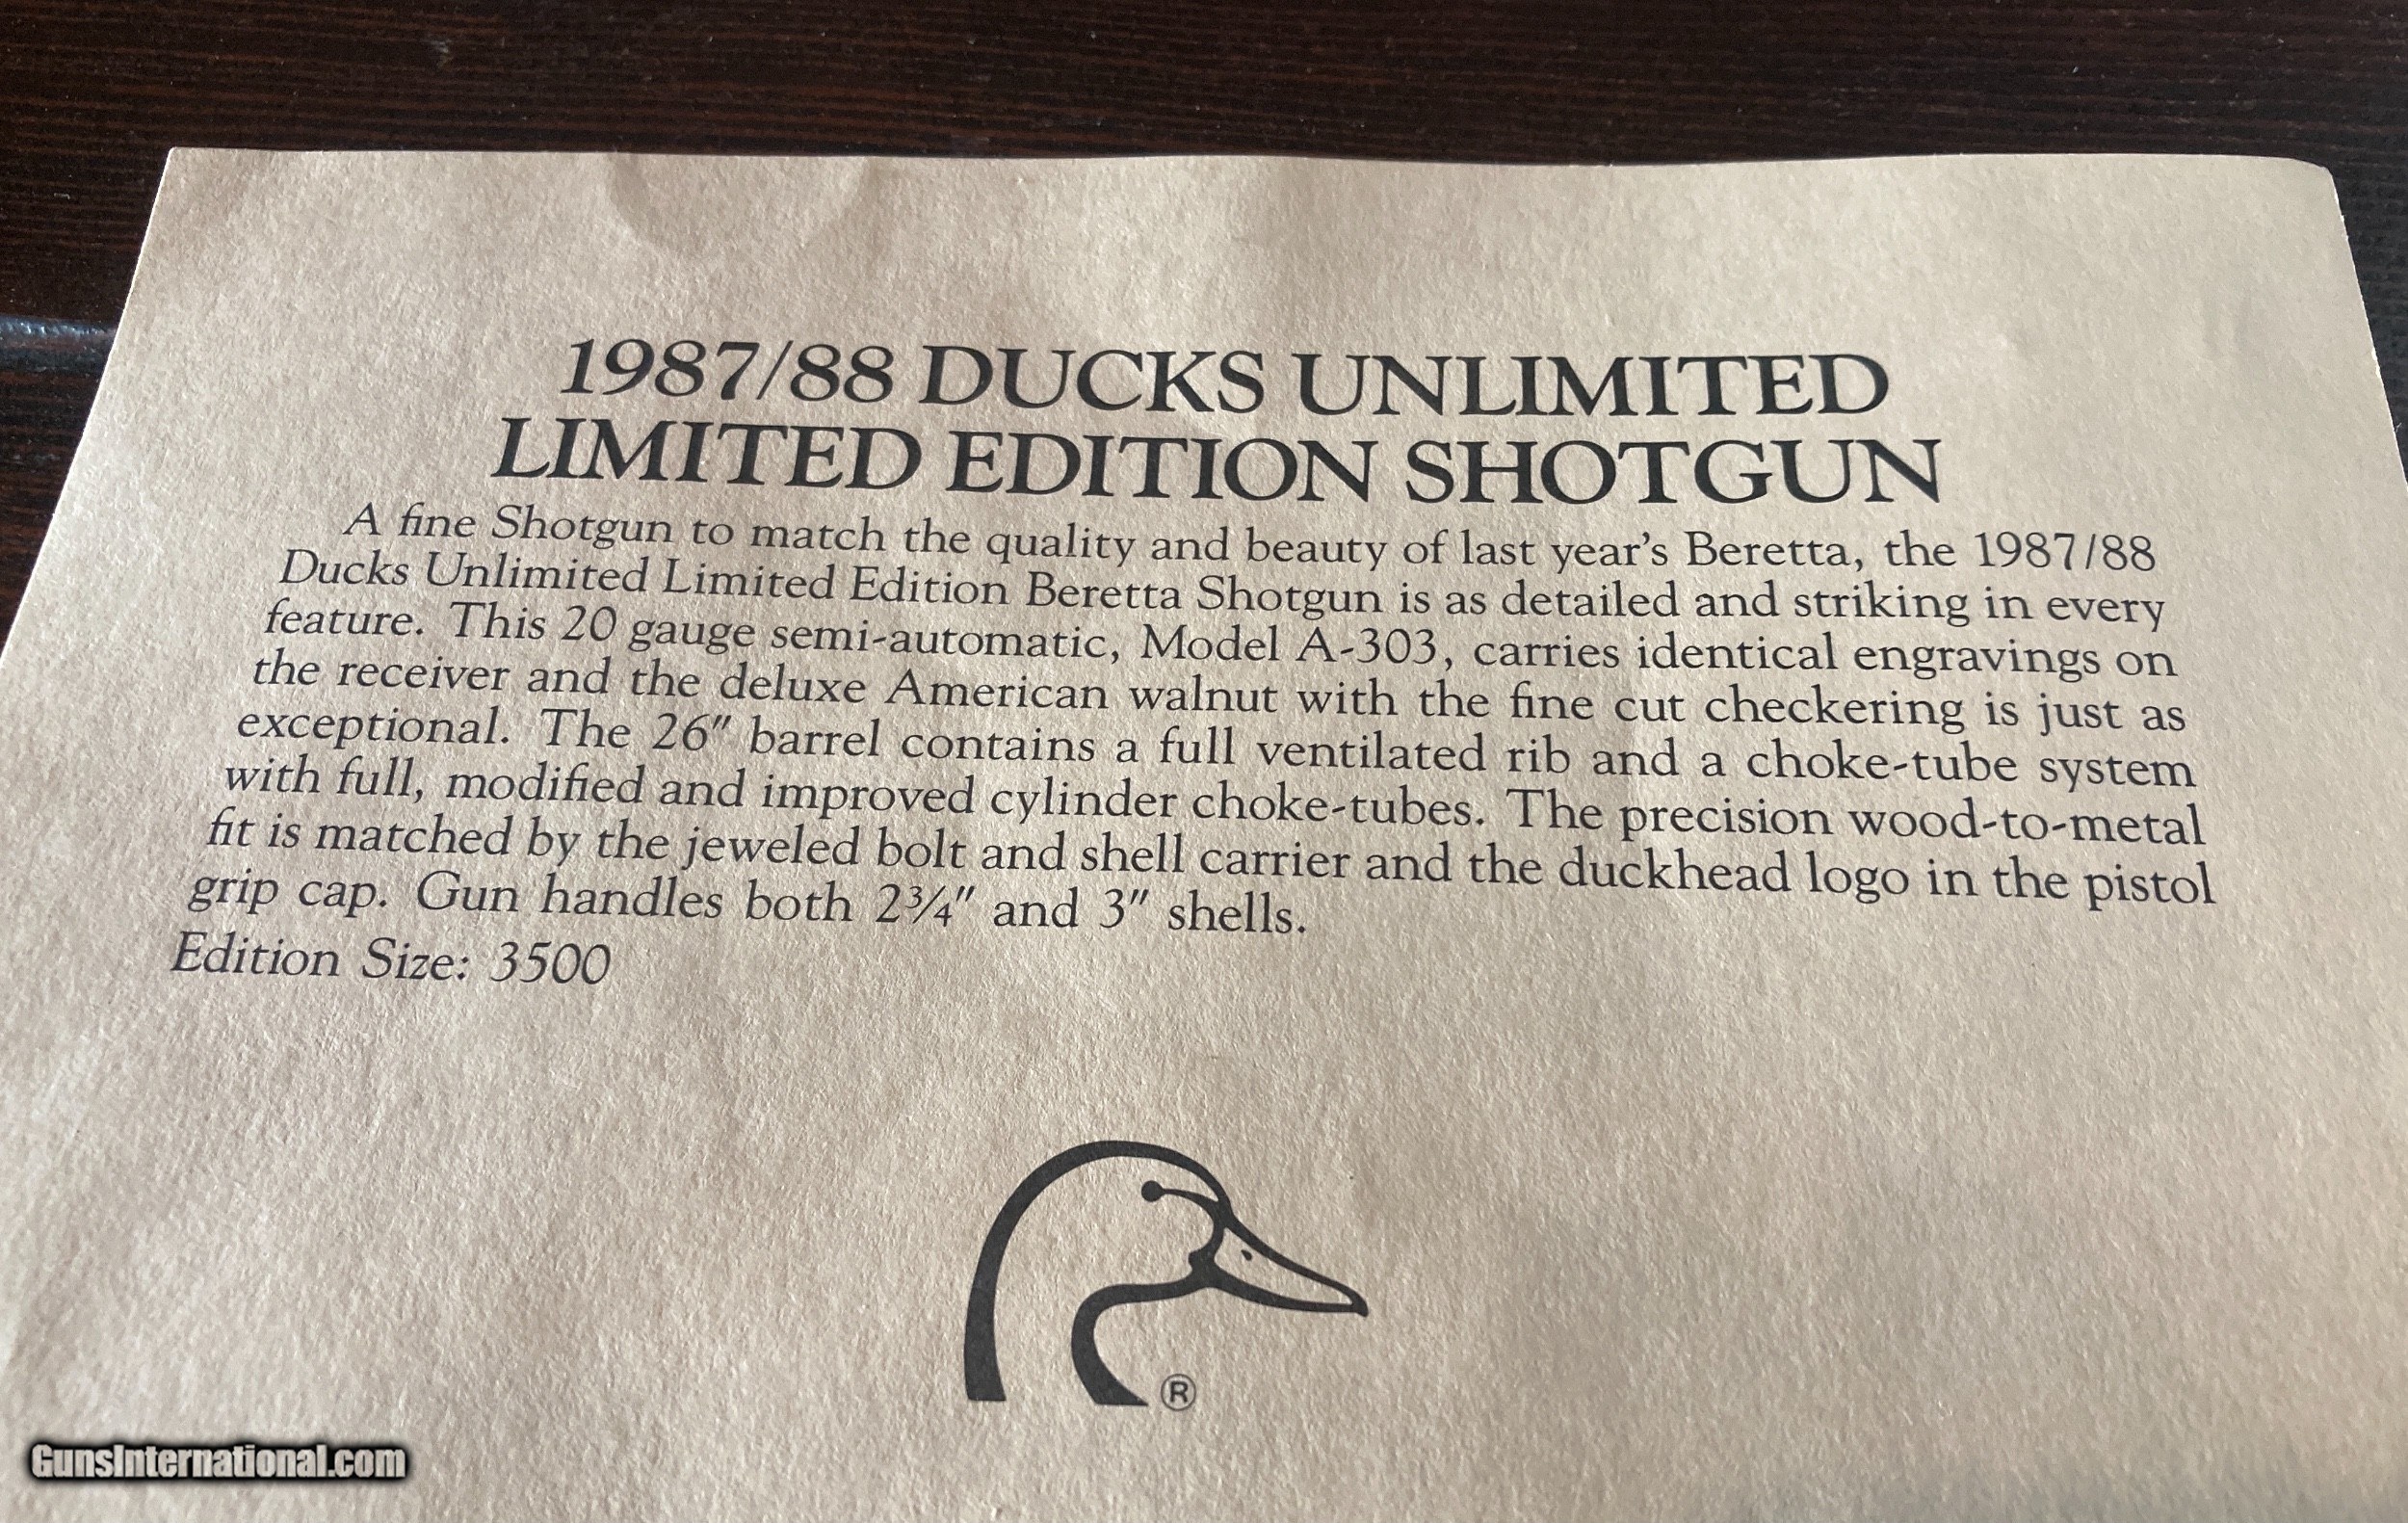 1987/88 DUCKS UNLIMITED
LIMITED EDITION SHOTGUN
A fine Shotgun to match the quality and beauty of last year's Beretta, the 1987/88
Ducks Unlimited Limited Edition Beretta Shotgun is as detailed and striking in every
feature. This 20 gauge semi-automatic, Model A-303, carries identical engravings on
the receiver and the deluxe American walnut with the fine cut checkering is just as
exceptional. The 26" barrel contains a full ventilated rib and a choke-tube system
with full, modified and improved cylinder choke-tubes. The precision wood-to-metal
fit is matched by the jeweled bolt and shell carrier and the duckhead logo in the pistol
grip cap. Gun handles both 2¾" and 3" shells.
Edition Size: 3500
®
GunsInternational.com